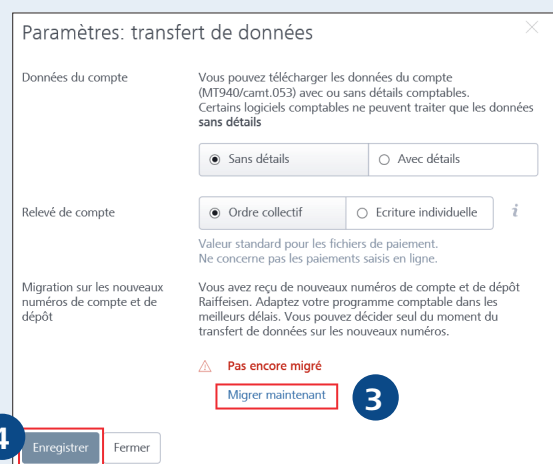 Paramètres: transfert de données
Données du compte
Vous pouvez télécharger les données du compte
(MT940/camt.053) avec ou sans détails comptables.
Certains logiciels comptables ne peuvent traiter que les données
sans détails
Sans détails
Avec détails
Relevé de compte
Ordre collectif
Ecriture individuelle
i
Valeur standard pour les fichiers de paiement.
Ne concerne pas les paiements saisis en ligne.
Migration sur les nouveaux
numéros de compte et de
dépôt
Vous avez reçu de nouveaux numéros de compte et de dépôt
Raiffeisen. Adaptez votre programme comptable dans les
meilleurs délais. Vous pouvez décider seul du moment du
transfert de données sur les nouveaux numéros.
Pas encore migré
Migrer maintenant
3
4
Enregistrer
Fermer